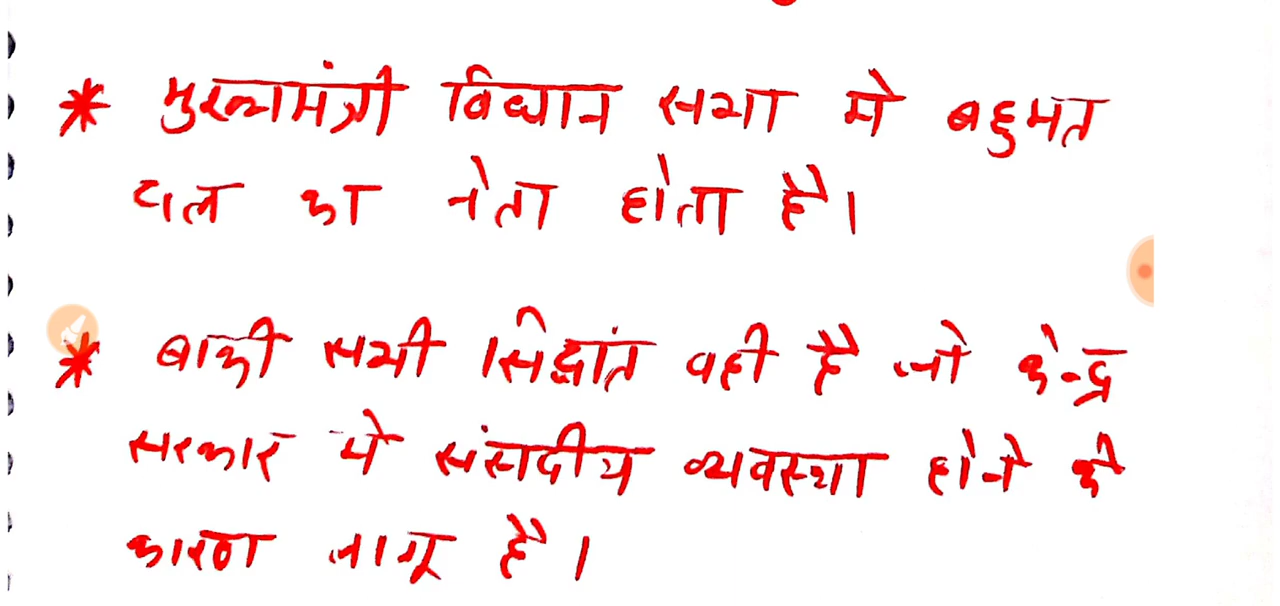 * मुख्यमंत्री विधान सभा मे बहुमत
दल का नेता होता है।
* बाकी सभी सिद्धांत वही है जो केन्द्र
सरकार मे संसदीय व्यवस्था होने के
कारण लागू है।